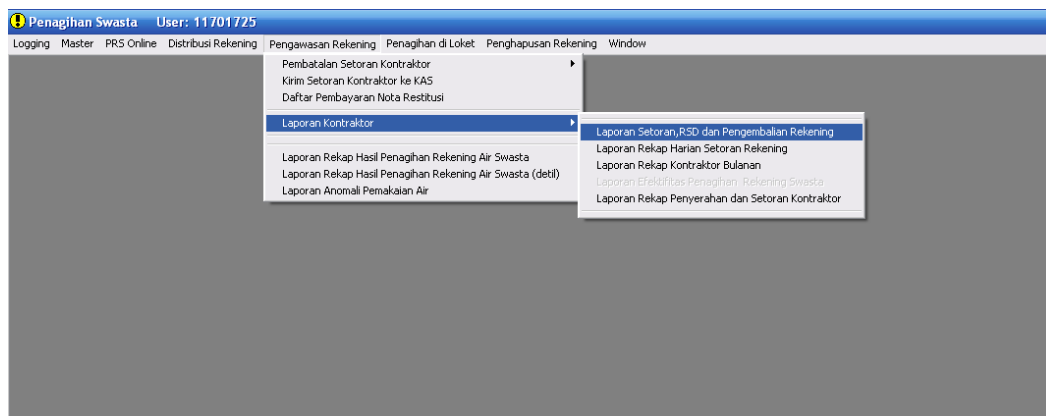 Penagihan Swasta User: 11701725
Logging Master PRS Online Distribusi Rekening Pengawasan Rekening Penagihan di Loket Penghapusan Rekening Window
Pembatalan Setoran Kontraktor
Kirim Setoran Kontraktor ke KAS
Daftar Pembayaran Nota Restitusi
Laporan Kontraktor
Laporan Rekap Hasil Penagihan Rekening Air Swasta
Laporan Rekap Hasil Penagihan Rekening Air Swasta (detil)
Laporan Anomali Pemakaian Air
Laporan Setoran,RSD dan Pengembalian Rekening
Laporan Rekap Harian Setoran Rekening
Laporan Rekap Kontraktor Bulanan
Laporan Efektifitas Penagihan Rekening Swasta
Laporan Rekap Penyerahan dan Setoran Kontraktor